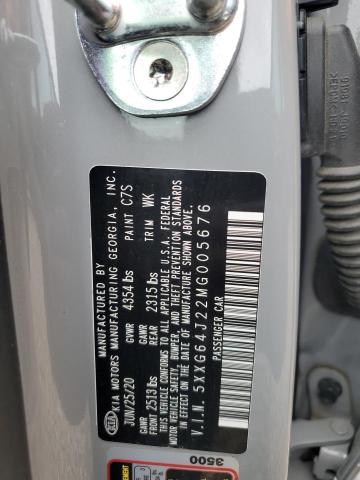 MANUFACTURED BY
KIA KIA MOTORS MANUFACTURING GEORGIA, INC.
JUN/25/20 GVWR 4354 lbs PAINT C7S
GAWR FRONT 2513 lbs GAWR REAR 2315 lbs TRIM WK
THIS VEHICLE CONFORMS TO ALL APPLICABLE U.S.A. FEDERAL
MOTOR VEHICLE SAFETY, BUMPER, AND THEFT PREVENTION STANDARDS
IN EFFECT ON THE DATE OF MANUFACTURE SHOWN ABOVE.
V.I.N. 5XXG64J22MG005676
PASSENGER CAR
3500